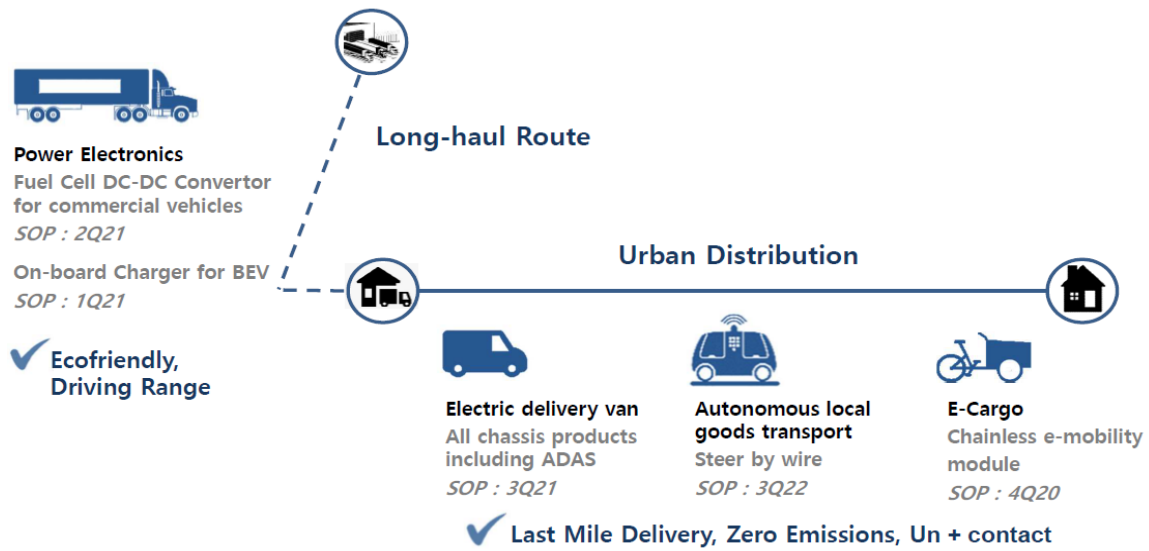 Long-haul Route
Power Electronics
Fuel Cell DC-DC Convertor
for commercial vehicles
SOP : 2Q21
On-board Charger for BEV
SOP : 1Q21
Ecofriendly,
Driving Range
Urban Distribution
Electric delivery van
All chassis products
including ADAS
SOP : 3Q21
Autonomous local
goods transport
Steer by wire
SOP : 3Q22
E-Cargo
Chainless e-mobility
module
SOP : 4Q20
Last Mile Delivery, Zero Emissions, Un + contact